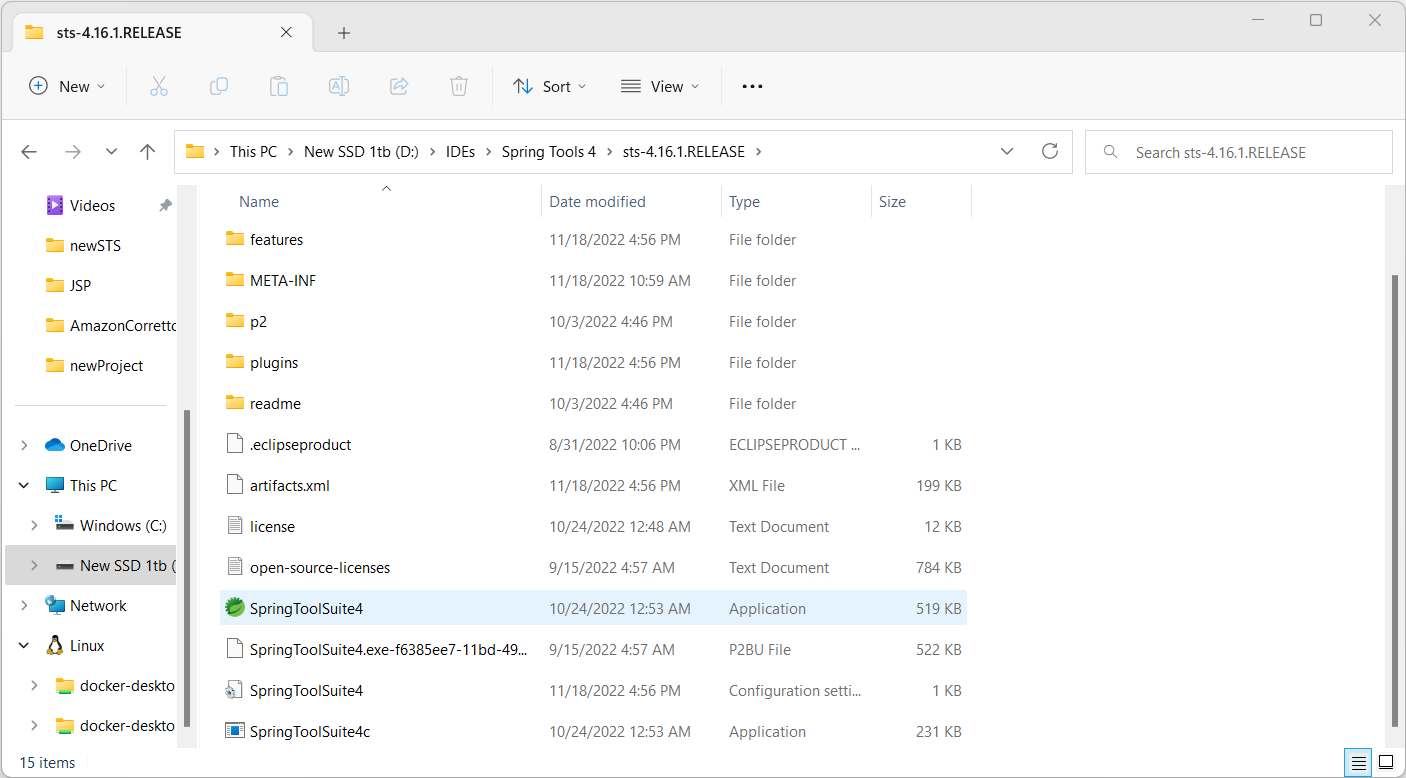 sts-4.16.1.RELEASE
New
Sort
View
This PC > New SSD 1tb (D:) > IDEs > Spring Tools 4 > sts-4.16.1.RELEASE >
Search sts-4.16.1.RELEASE
Videos
newSTS
JSP
AmazonCorretto
newProject
OneDrive
This PC
Windows (C:)
New SSD 1tb (
Network
Linux
docker-deskto
docker-deskto
Name Date modified Type Size
features 11/18/2022 4:56 PM File folder
META-INF 11/18/2022 10:59 AM File folder
p2 10/3/2022 4:46 PM File folder
plugins 11/18/2022 4:56 PM File folder
readme 10/3/2022 4:46 PM File folder
.eclipseproduct 8/31/2022 10:06 PM ECLIPSEPRODUCT ... 1 KB
artifacts.xml 11/18/2022 4:56 PM XML File 199 KB
license 10/24/2022 12:48 AM Text Document 12 KB
open-source-licenses 9/15/2022 4:57 AM Text Document 784 KB
SpringToolSuite4 10/24/2022 12:53 AM Application 519 KB
SpringToolSuite4.exe-f6385ee7-11bd-49... 9/15/2022 4:57 AM P2BU File 522 KB
SpringToolSuite4 11/18/2022 4:56 PM Configuration setti... 1 KB
SpringToolSuite4c 10/24/2022 12:53 AM Application 231 KB
15 items